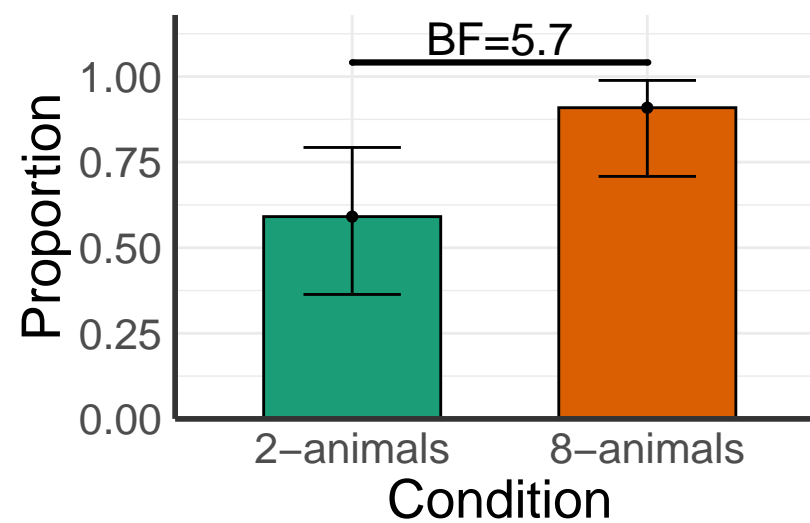 BF=5.7
1.00
0.75
0.50
0.25
0.00
Proportion
2−animals
8−animals
Condition